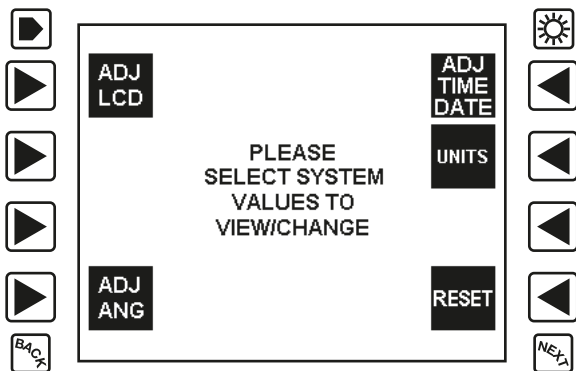 ADJ
LCD
ADJ
TIME
DATE
UNITS
PLEASE
SELECT SYSTEM
VALUES TO
VIEW/CHANGE
ADJ
ANG
RESET
BACK
NEXT